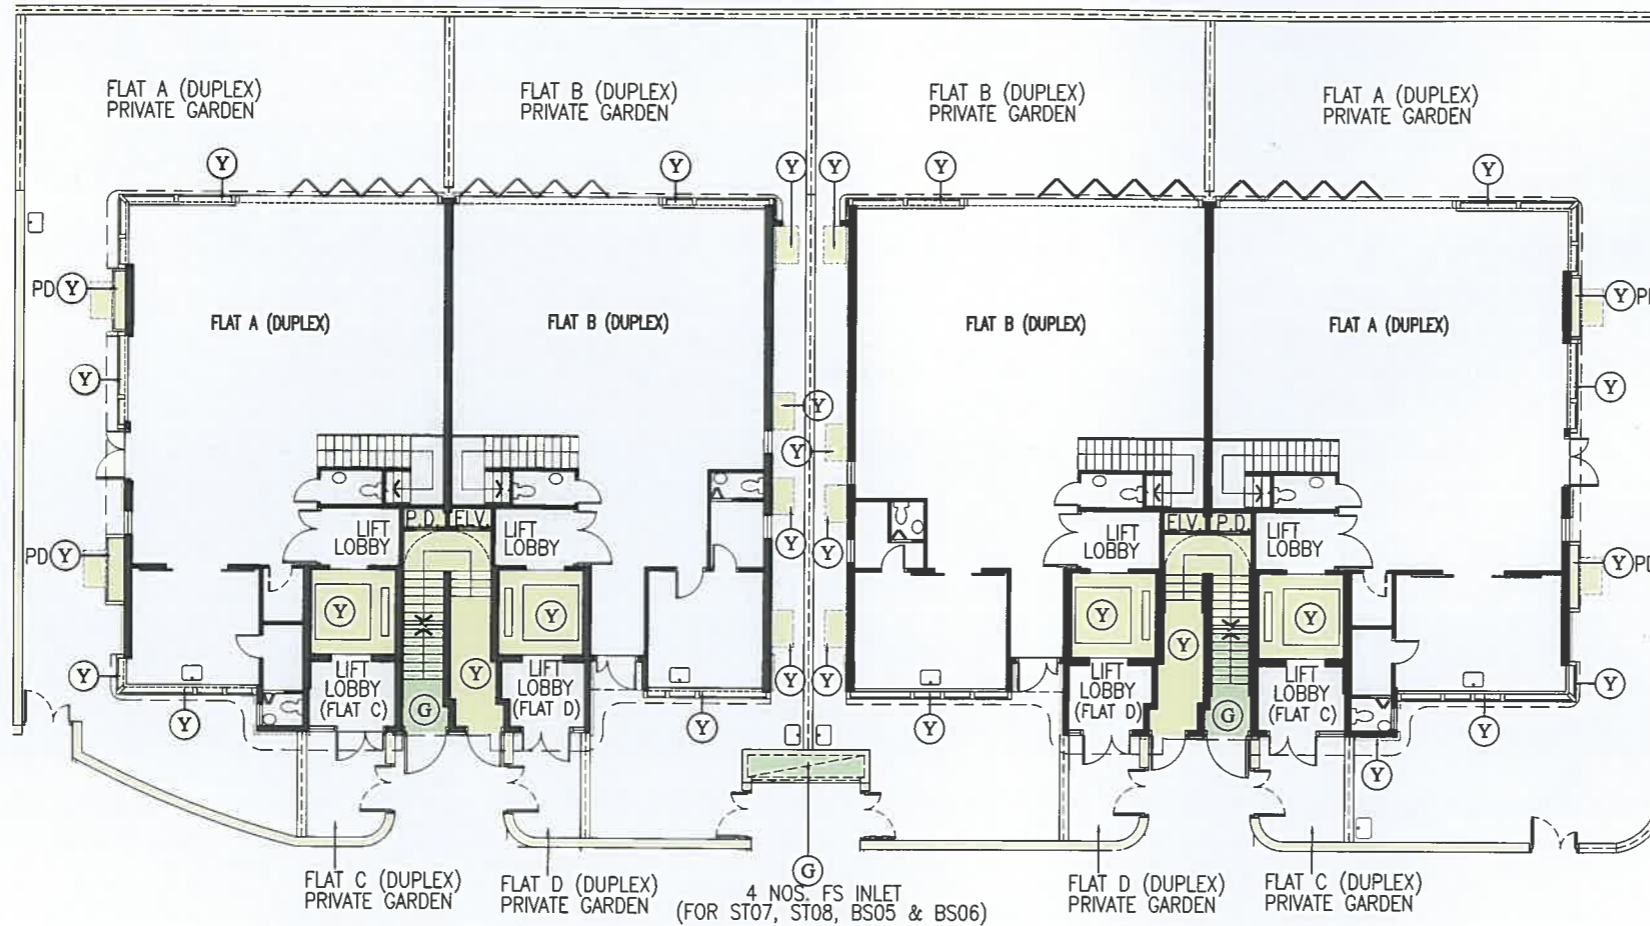 FLAT A (DUPLEX)
PRIVATE GARDEN
FLAT B (DUPLEX)
PRIVATE GARDEN
FLAT B (DUPLEX)
PRIVATE GARDEN
FLAT A (DUPLEX)
PRIVATE GARDEN
Y
Y
Y
Y
Y
Y
PD Y
Y PD
FLAT A (DUPLEX)
FLAT B (DUPLEX)
FLAT B (DUPLEX)
FLAT A (DUPLEX)
Y
Y
Y
Y
P.D.
ELV.
ELV.
P.D.
LIFT
LOBBY
LIFT
LOBBY
LIFT
LOBBY
LIFT
LOBBY
PD Y
Y
Y
Y PD
Y
Y
Y
Y
Y
Y
LIFT
LOBBY
(FLAT C)
LIFT
LOBBY
(FLAT D)
LIFT
LOBBY
(FLAT D)
LIFT
LOBBY
(FLAT C)
Y
Y
Y
Y
Y
G
Y
Y
G
Y
Y
FLAT C (DUPLEX)
PRIVATE GARDEN
FLAT D (DUPLEX)
PRIVATE GARDEN
G
4 NOS. FS INLET
(FOR ST07, ST08, BS05 & BS06)
FLAT D (DUPLEX)
PRIVATE GARDEN
FLAT C (DUPLEX)
PRIVATE GARDEN